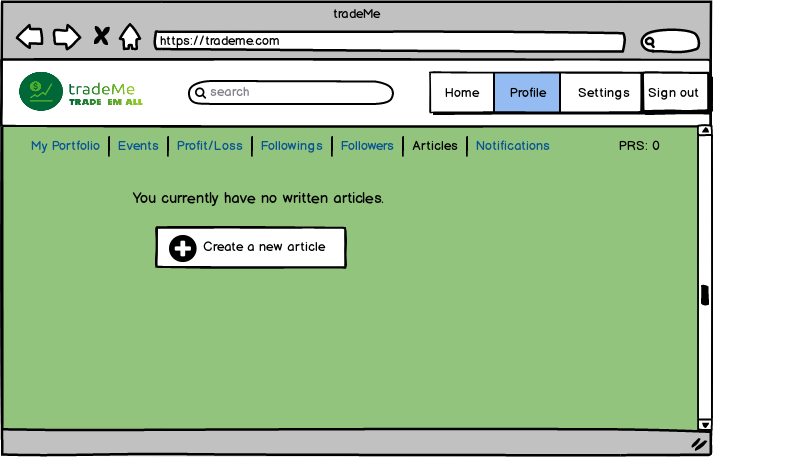 tradeMe
https://trademe.com
tradeMe
TRADE EM ALL
search
Home Profile Settings Sign out
My Portfolio Events Profit/Loss Followings Followers Articles Notifications PRS: 0
You currently have no written articles.
Create a new article